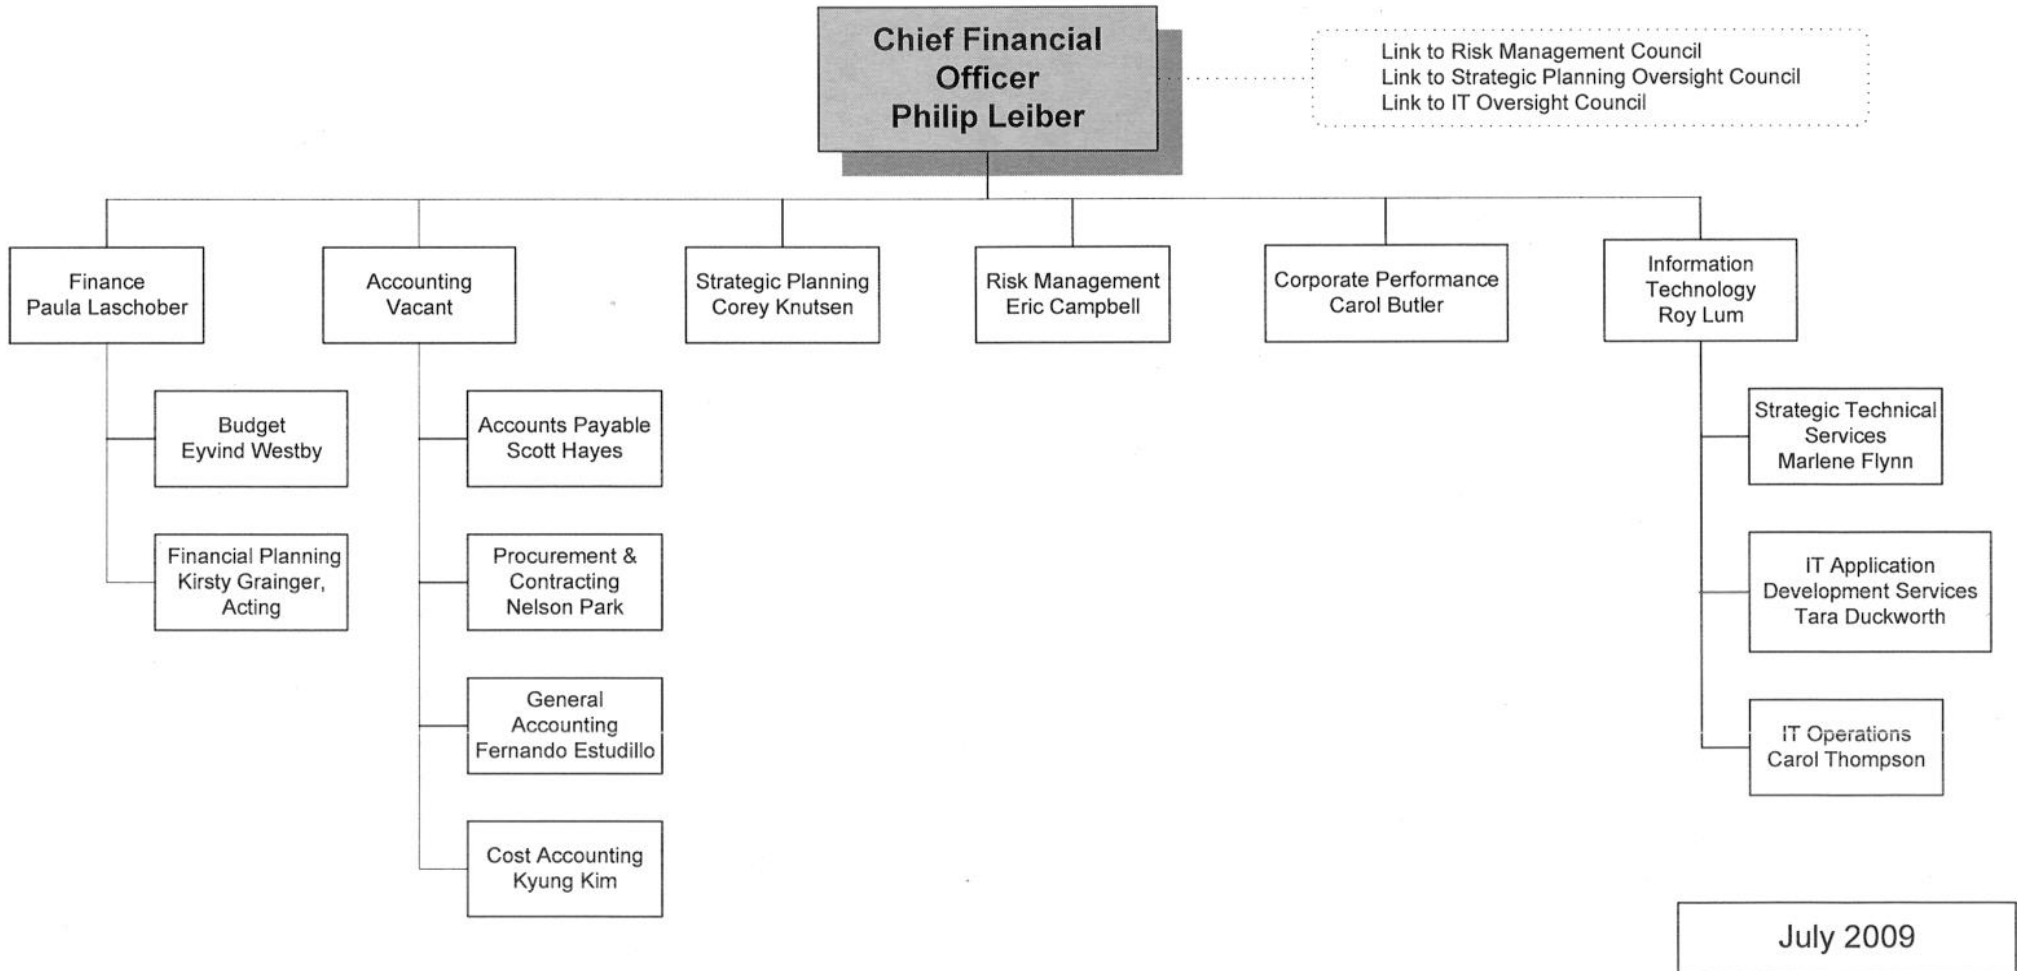 Chief Financial
Officer
Philip Leiber
Link to Risk Management Council
Link to Strategic Planning Oversight Council
Link to IT Oversight Council
Finance
Paula Laschober
Accounting
Vacant
Strategic Planning
Corey Knutsen
Risk Management
Eric Campbell
Corporate Performance
Carol Butler
Information
Technology
Roy Lum
Budget
Eyvind Westby
Financial Planning
Kirsty Grainger,
Acting
Accounts Payable
Scott Hayes
Procurement &
Contracting
Nelson Park
General
Accounting
Fernando Estudillo
Cost Accounting
Kyung Kim
Strategic Technical
Services
Marlene Flynn
IT Application
Development Services
Tara Duckworth
IT Operations
Carol Thompson
July 2009